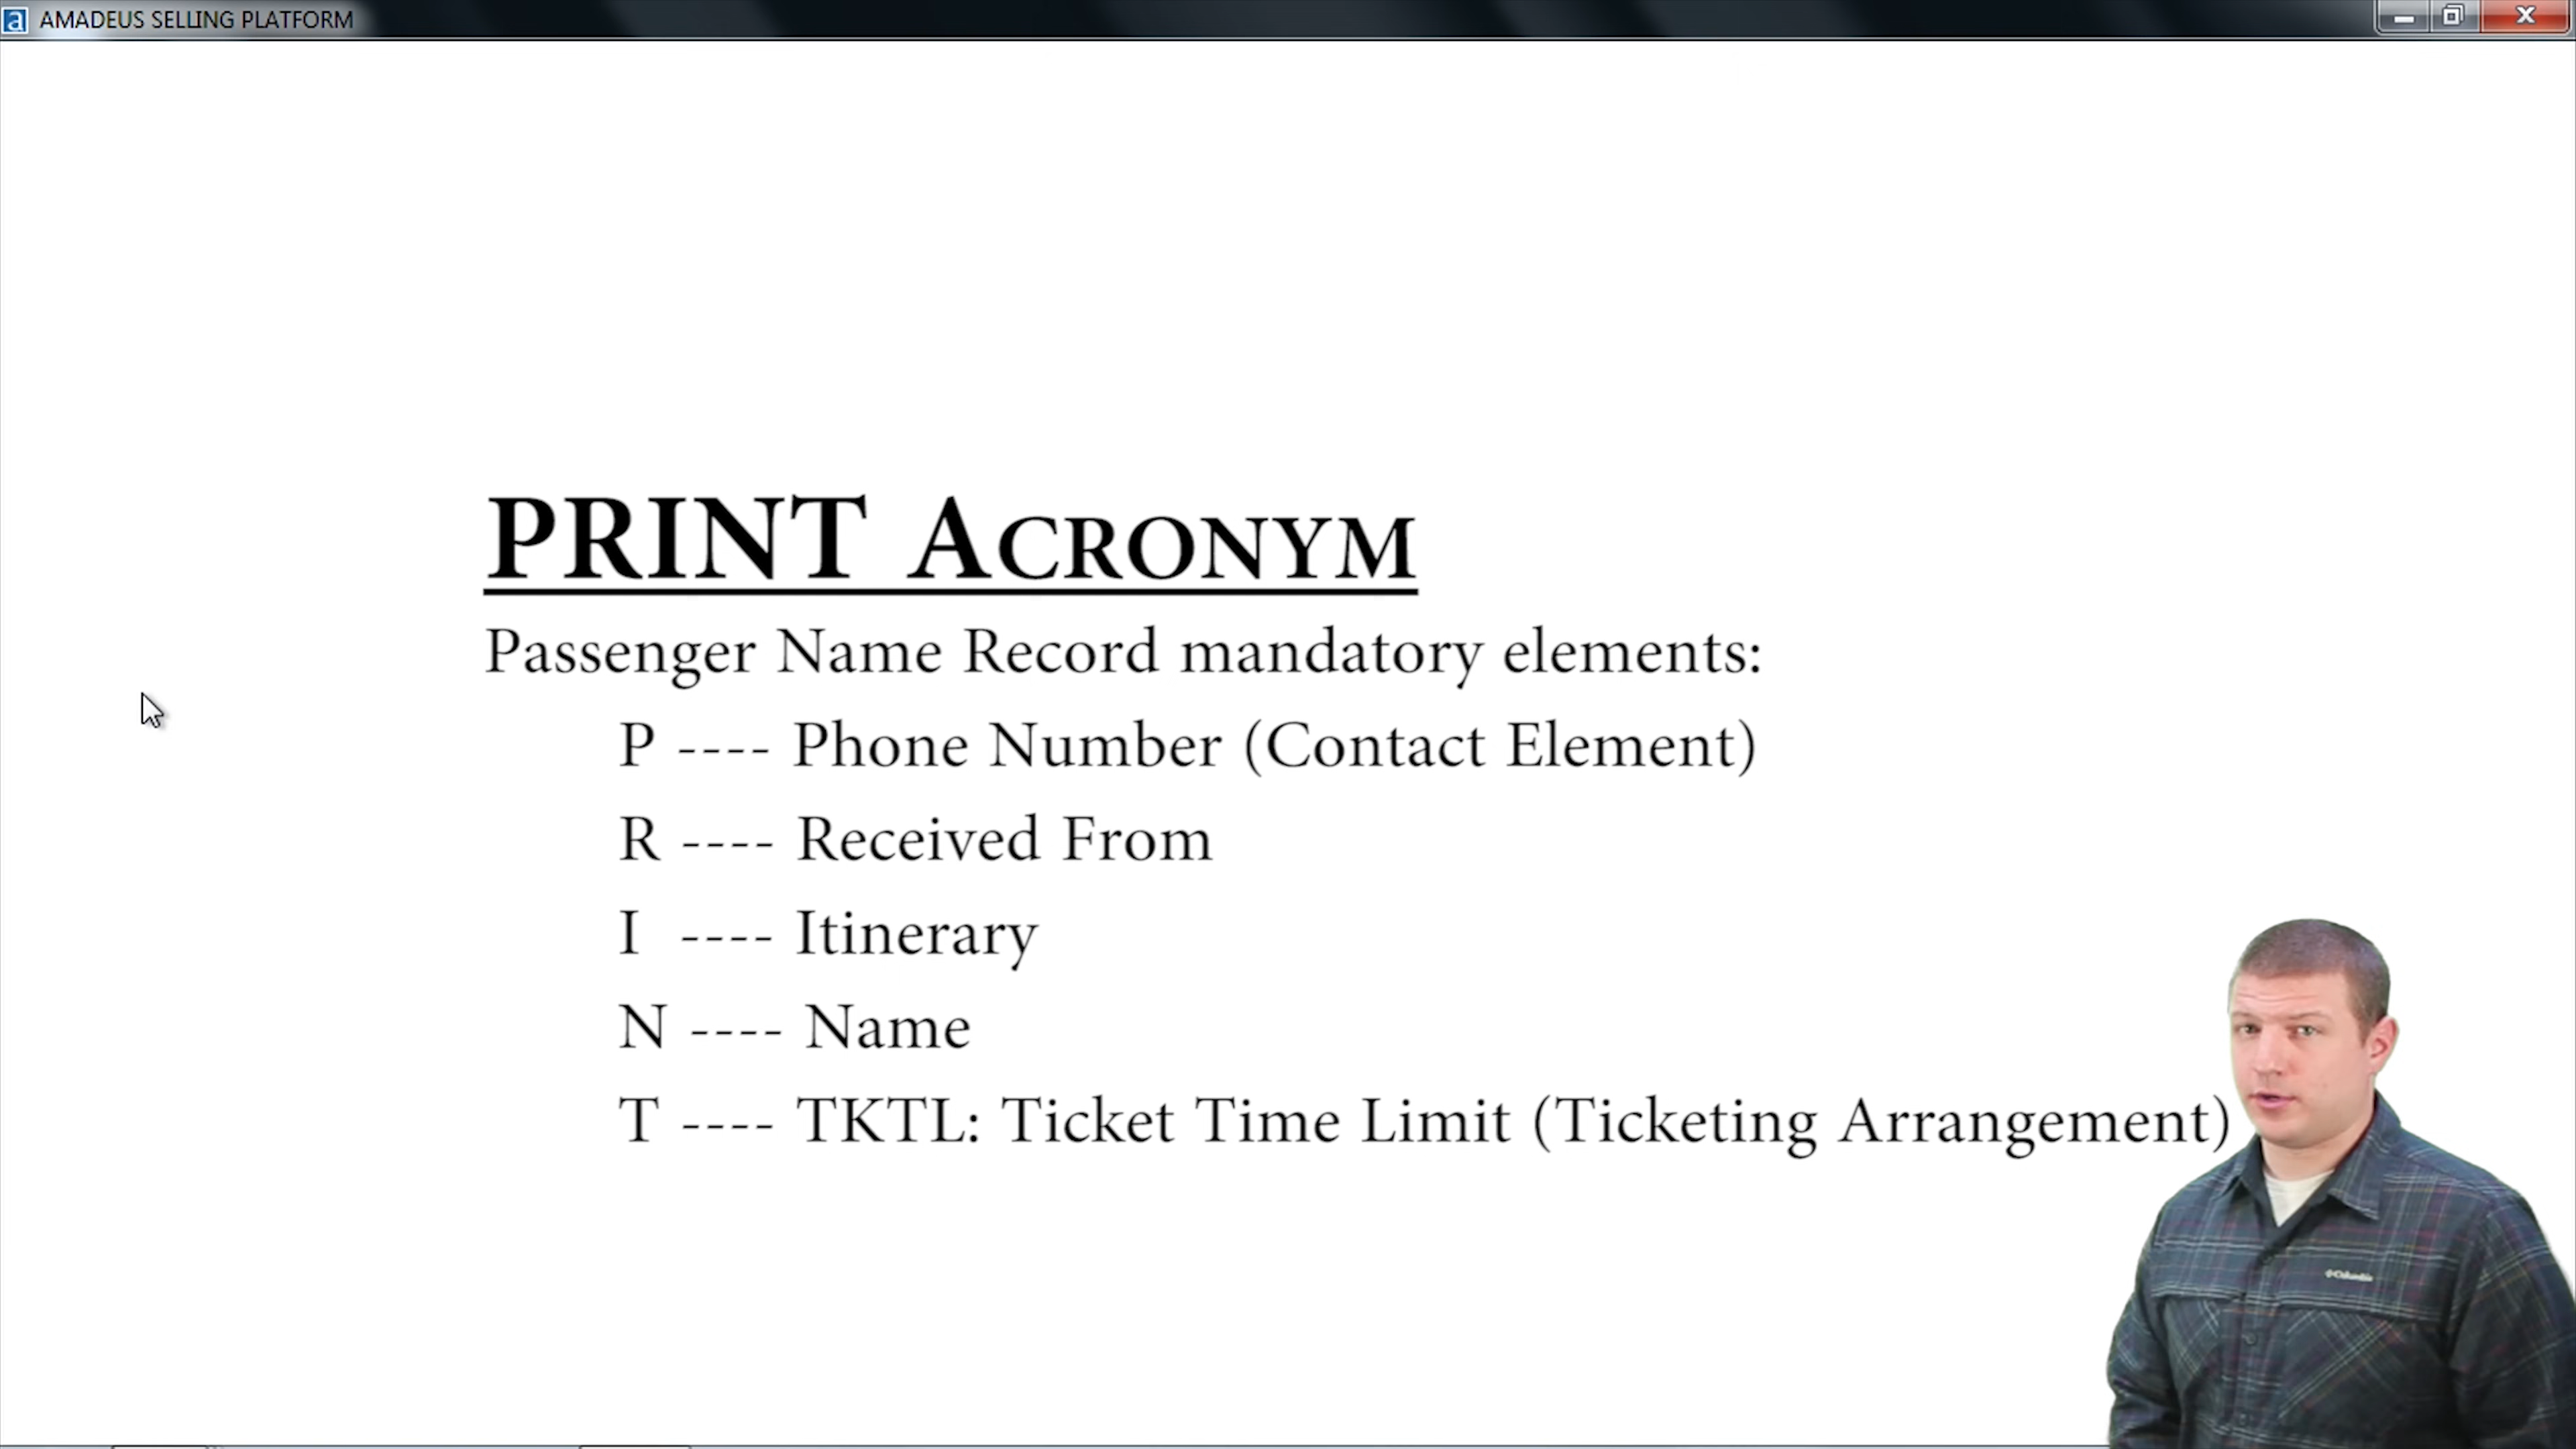 AMADEUS SELLING PLATFORM
PRINT ACRONYM
Passenger Name Record mandatory elements:
P ---- Phone Number (Contact Element)
R ---- Received From
I ---- Itinerary
N ---- Name
T ---- TKTL: Ticket Time Limit (Ticketing Arrangement)
Columbia